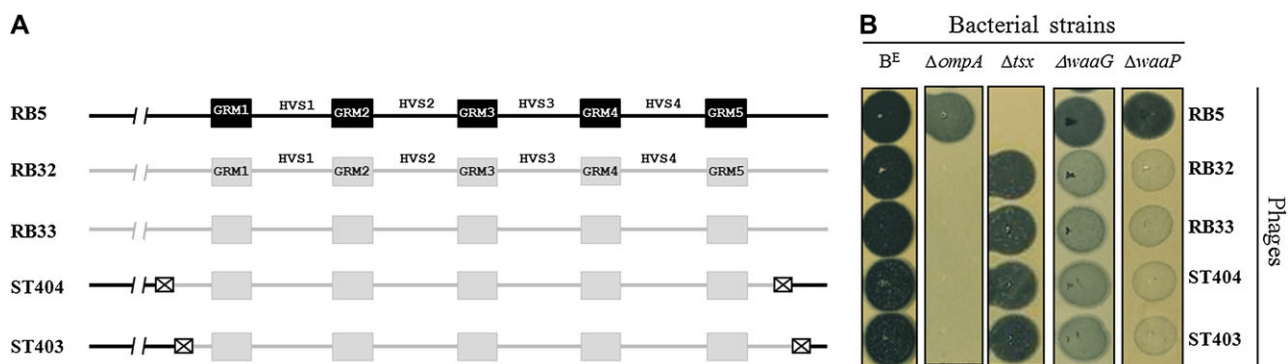 A
RB5 GRM1 HVS1 GRM2 HVS2 GRM3 HVS3 GRM4 HVS4 GRM5
RB32 GRM1 HVS1 GRM2 HVS2 GRM3 HVS3 GRM4 HVS4 GRM5
RB33
ST404
ST403
B
Bacterial strains
Bᴱ ΔompA Δtsx ΔwaaG ΔwaaP
RB5
RB32
RB33
ST404
ST403
Phages